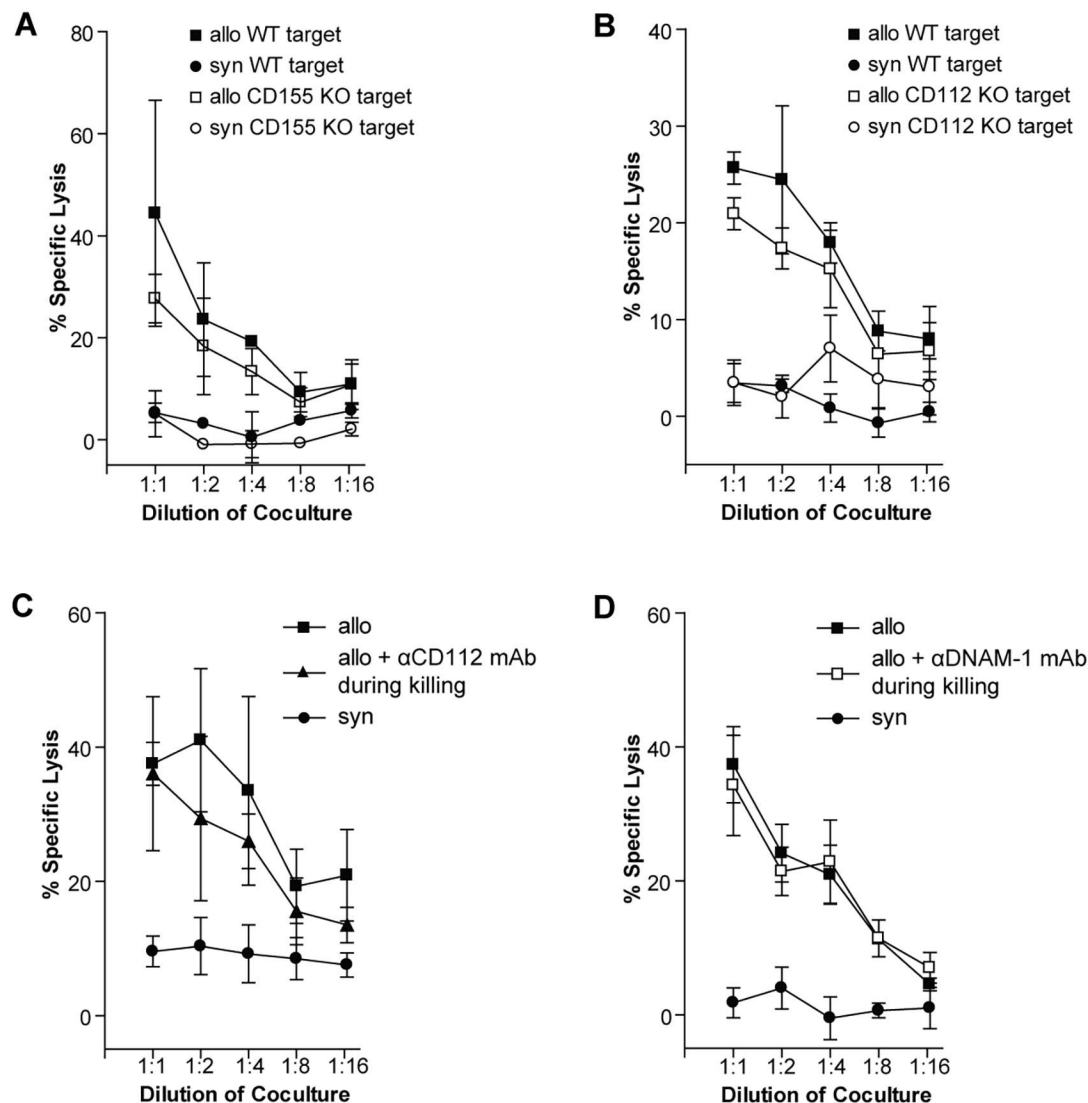 A
allo WT target
syn WT target
allo CD155 KO target
syn CD155 KO target
80
60
40
20
0
% Specific Lysis
1:1 1:2 1:4 1:8 1:16
Dilution of Coculture
B
allo WT target
syn WT target
allo CD112 KO target
syn CD112 KO target
40
30
20
10
0
% Specific Lysis
1:1 1:2 1:4 1:8 1:16
Dilution of Coculture
C
allo
allo + αCD112 mAb
during killing
syn
60
40
20
0
% Specific Lysis
1:1 1:2 1:4 1:8 1:16
Dilution of Coculture
D
allo
allo + αDNAM-1 mAb
during killing
syn
60
40
20
0
% Specific Lysis
1:1 1:2 1:4 1:8 1:16
Dilution of Coculture